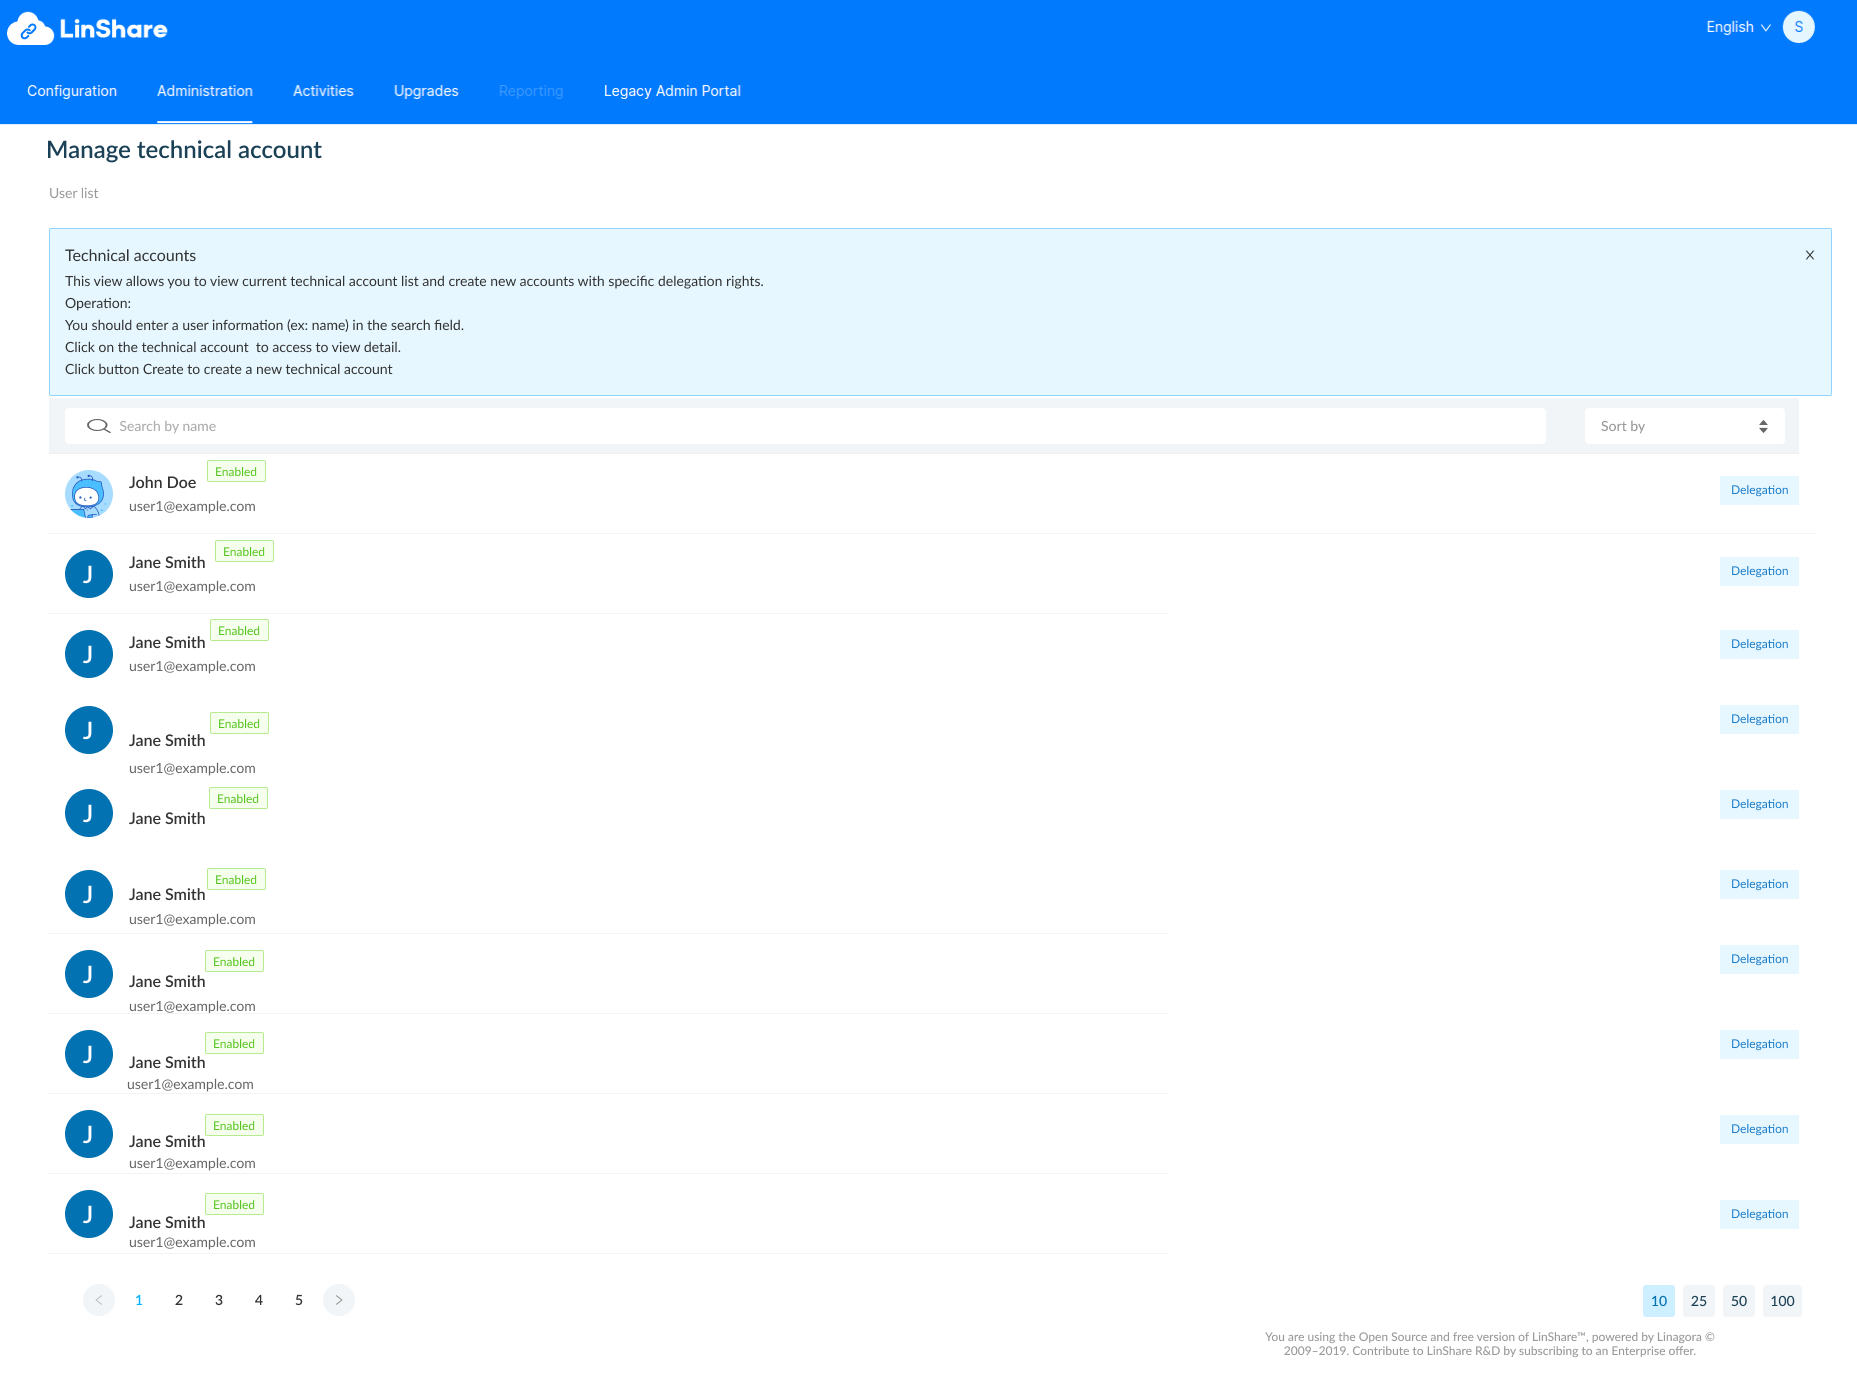 LinShare
English
S
Configuration
Administration
Activities
Upgrades
Reporting
Legacy Admin Portal
Manage technical account
User list
Technical accounts
X
This view allows you to view current technical account list and create new accounts with specific delegation rights.
Operation:
You should enter a user information (ex: name) in the search field.
Click on the technical account  to access to view detail.
Click button Create to create a new technical account
Search by name
Sort by
John Doe
Enabled
user1@example.com
Delegation
J
Jane Smith
Enabled
user1@example.com
Delegation
J
Jane Smith
Enabled
user1@example.com
Delegation
J
Enabled
Jane Smith
user1@example.com
Delegation
J
Enabled
Jane Smith
Delegation
J
Enabled
Jane Smith
user1@example.com
Delegation
J
Enabled
Jane Smith
user1@example.com
Delegation
J
Enabled
Jane Smith
user1@example.com
Delegation
J
Enabled
Jane Smith
user1@example.com
Delegation
J
Enabled
Jane Smith
user1@example.com
Delegation
< 1 2 3 4 5 >
10 25 50 100
You are using the Open Source and free version of LinShare™, powered by Linagora ©
2009–2019. Contribute to LinShare R&D by subscribing to an Enterprise offer.